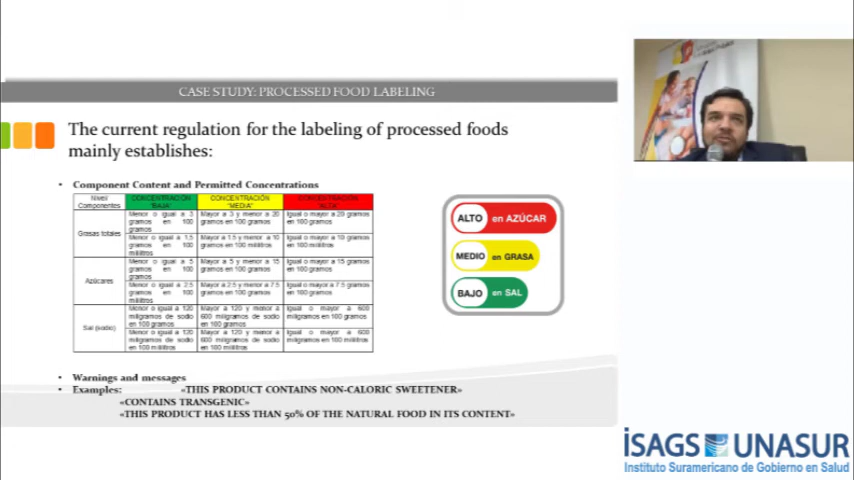 CASE STUDY: PROCESSED FOOD LABELING
The current regulation for the labeling of processed foods
mainly establishes:
• Component Content and Permitted Concentrations
Nivel/
Componentes
CONCENTRACIÓN
"BAJA"
CONCENTRACIÓN
"MEDIA"
CONCENTRACIÓN
"ALTA"
Grasas totales
Menor o igual a 3
gramos en 100
gramos
Mayor a 3 y menor a 20
gramos en 100 gramos
Igual o mayor a 20 gramos
en 100 gramos
Menor o igual a 1.5
gramos en 100
mililitros
Mayor a 1.5 y menor a 10
gramos en 100 mililitros
Igual o mayor a 10 gramos
en 100 mililitros
Azúcares
Menor o igual a 5
gramos en 100
gramos
Mayor a 5 y menor a 15
gramos en 100 gramos
Igual o mayor a 15 gramos
en 100 gramos
Menor o igual a 2.5
gramos en 100
mililitros
Mayor a 2.5 y menor a 7.5
gramos en 100 mililitros
Igual o mayor a 7.5 gramos
en 100 mililitros
Sal (sodio)
Menor o igual a 120
miligramos de sodio
en 100 gramos
Mayor a 120 y menor a
600 miligramos de sodio
en 100 gramos
Igual o mayor a 600
miligramos en 100 gramos
Menor o igual a 120
miligramos de sodio
en 100 mililitros
Mayor a 120 y menor a
600 miligramos de sodio
en 100 mililitros
Igual o mayor a 600
miligramos en 100 mililitros
ALTO en AZÚCAR
MEDIO en GRASA
BAJO en SAL
• Warnings and messages
• Examples: «THIS PRODUCT CONTAINS NON-CALORIC SWEETENER»
«CONTAINS TRANSGENIC»
«THIS PRODUCT HAS LESS THAN 50% OF THE NATURAL FOOD IN ITS CONTENT»
ISAGS UNASUR
Instituto Suramericano de Gobierno en Salud